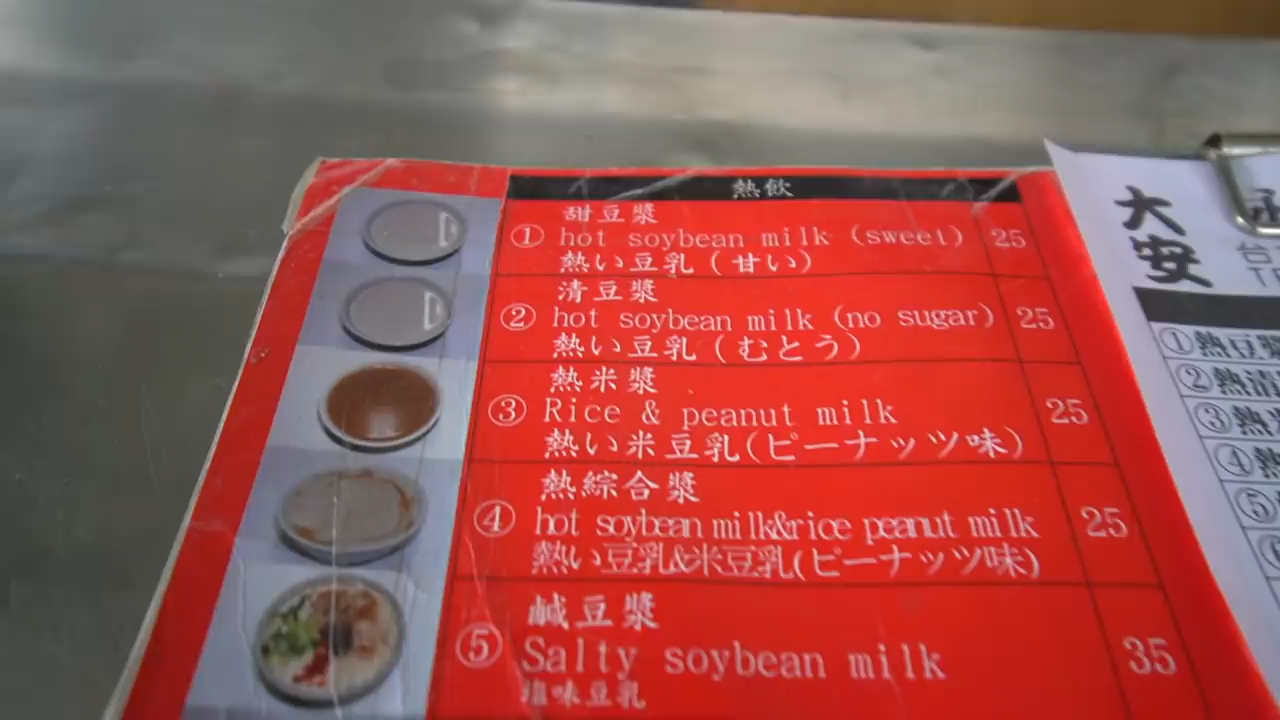 熱飲
甜豆漿
① hot soybean milk (sweet) 25
熱い豆乳(甘い)
清豆漿
② hot soybean milk (no sugar) 25
熱い豆乳(むとう)
熱米漿
③ Rice & peanut milk 25
熱い米豆乳(ピーナッツ味)
熱綜合漿
④ hot soybean milk&rice peanut milk 25
熱い豆乳&米豆乳(ピーナッツ味)
鹹豆漿
⑤ Salty soybean milk 35
塩味豆乳
大安
台
①熱豆漿
②熱清
③熱
④熱
⑤